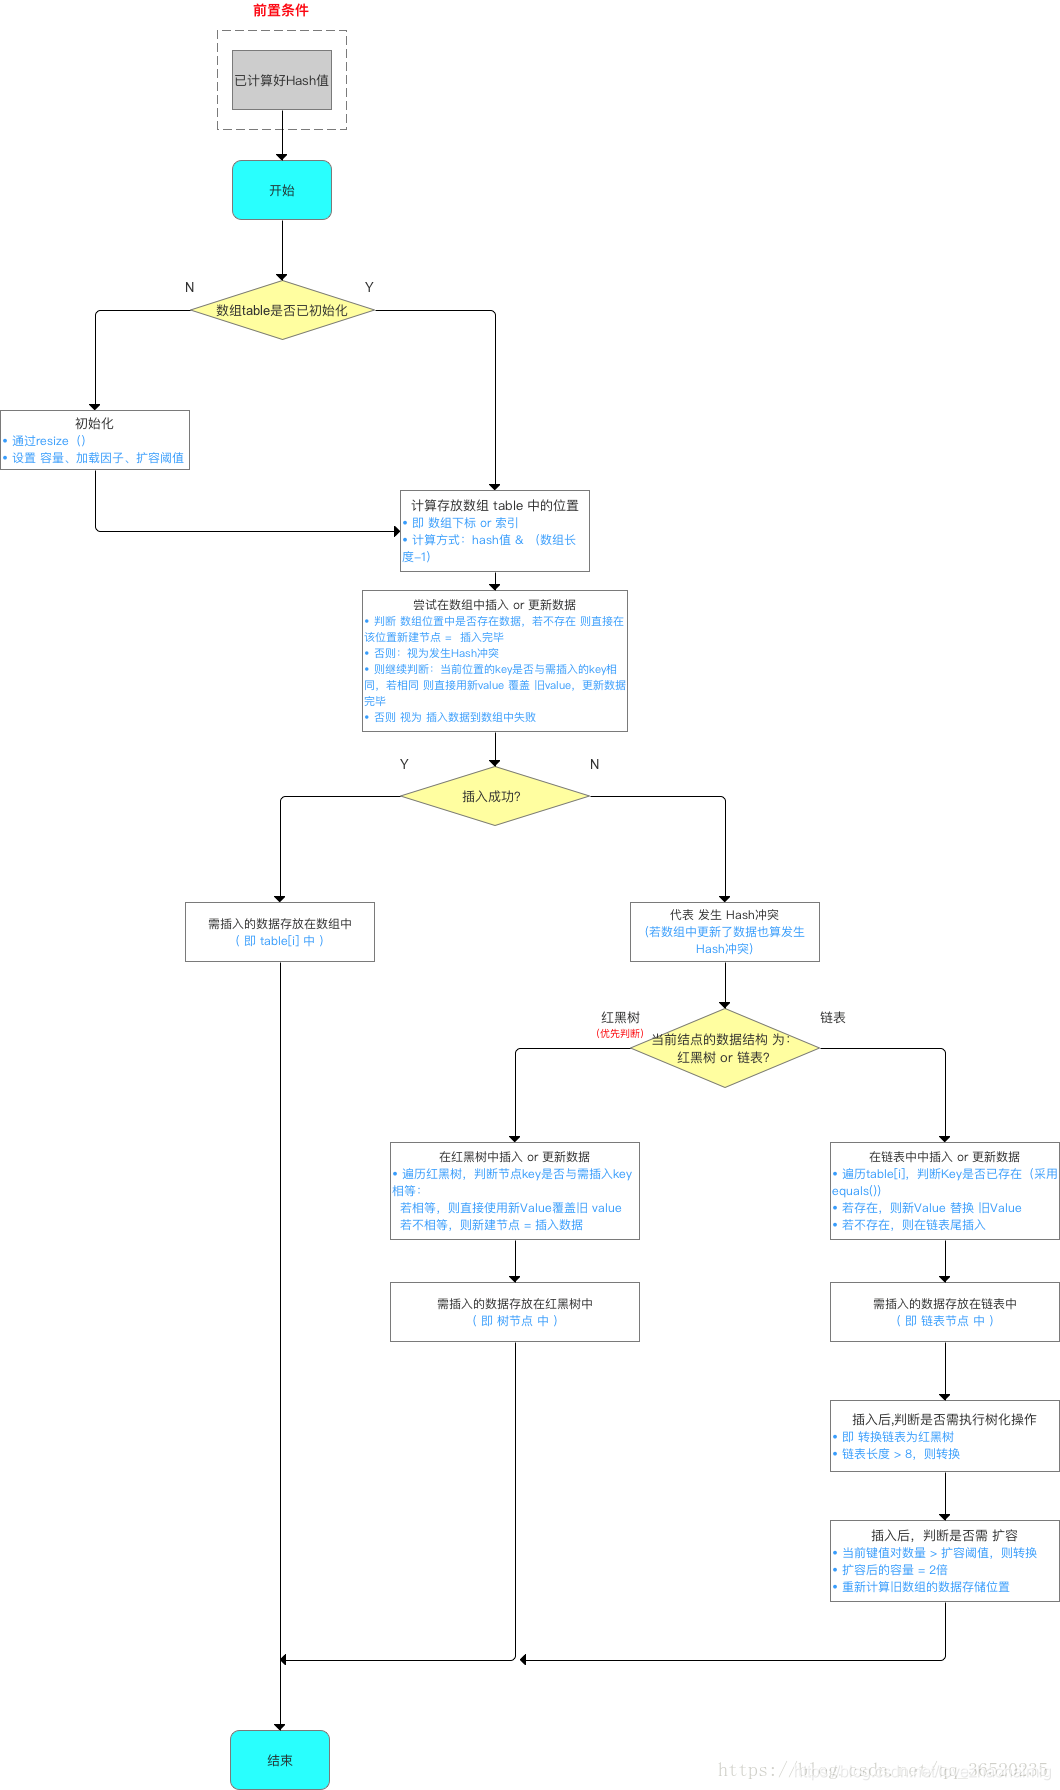 前置条件
已计算好Hash值
开始
N
Y
数组table是否已初始化
初始化
• 通过resize（）
• 设置 容量、加载因子、扩容阈值
计算存放数组 table 中的位置
• 即 数组下标 or 索引
• 计算方式：hash值 & （数组长
度-1）
尝试在数组中插入 or 更新数据
• 判断 数组位置中是否存在数据，若不存在 则直接在
该位置新建节点 = 插入完毕
• 否则：视为发生Hash冲突
• 则继续判断：当前位置的key是否与需插入的key相
同，若相同 则直接用新value 覆盖 旧value，更新数据
完毕
• 否则 视为 插入数据到数组中失败
Y
N
插入成功？
需插入的数据存放在数组中
（ 即 table[i] 中 ）
代表 发生 Hash冲突
（若数组中更新了数据也算发生
Hash冲突）
红黑树
（优先判断）
链表
当前结点的数据结构 为：
红黑树 or 链表？
在红黑树中插入 or 更新数据
• 遍历红黑树，判断节点key是否与需插入key
相等：
若相等，则直接使用新Value覆盖旧 value
若不相等，则新建节点 = 插入数据
在链表中中插入 or 更新数据
• 遍历table[i]，判断Key是否已存在（采用
equals()）
• 若存在，则新Value 替换 旧Value
• 若不存在，则在链表尾插入
需插入的数据存放在红黑树中
（ 即 树节点 中 ）
需插入的数据存放在链表中
（ 即 链表节点 中 ）
插入后,判断是否需执行树化操作
• 即 转换链表为红黑树
• 链表长度 > 8，则转换
插入后，判断是否需 扩容
• 当前键值对数量 > 扩容阈值，则转换
• 扩容后的容量 = 2倍
• 重新计算旧数组的数据存储位置
结束
https://blog.csdn.net/qq_36520235